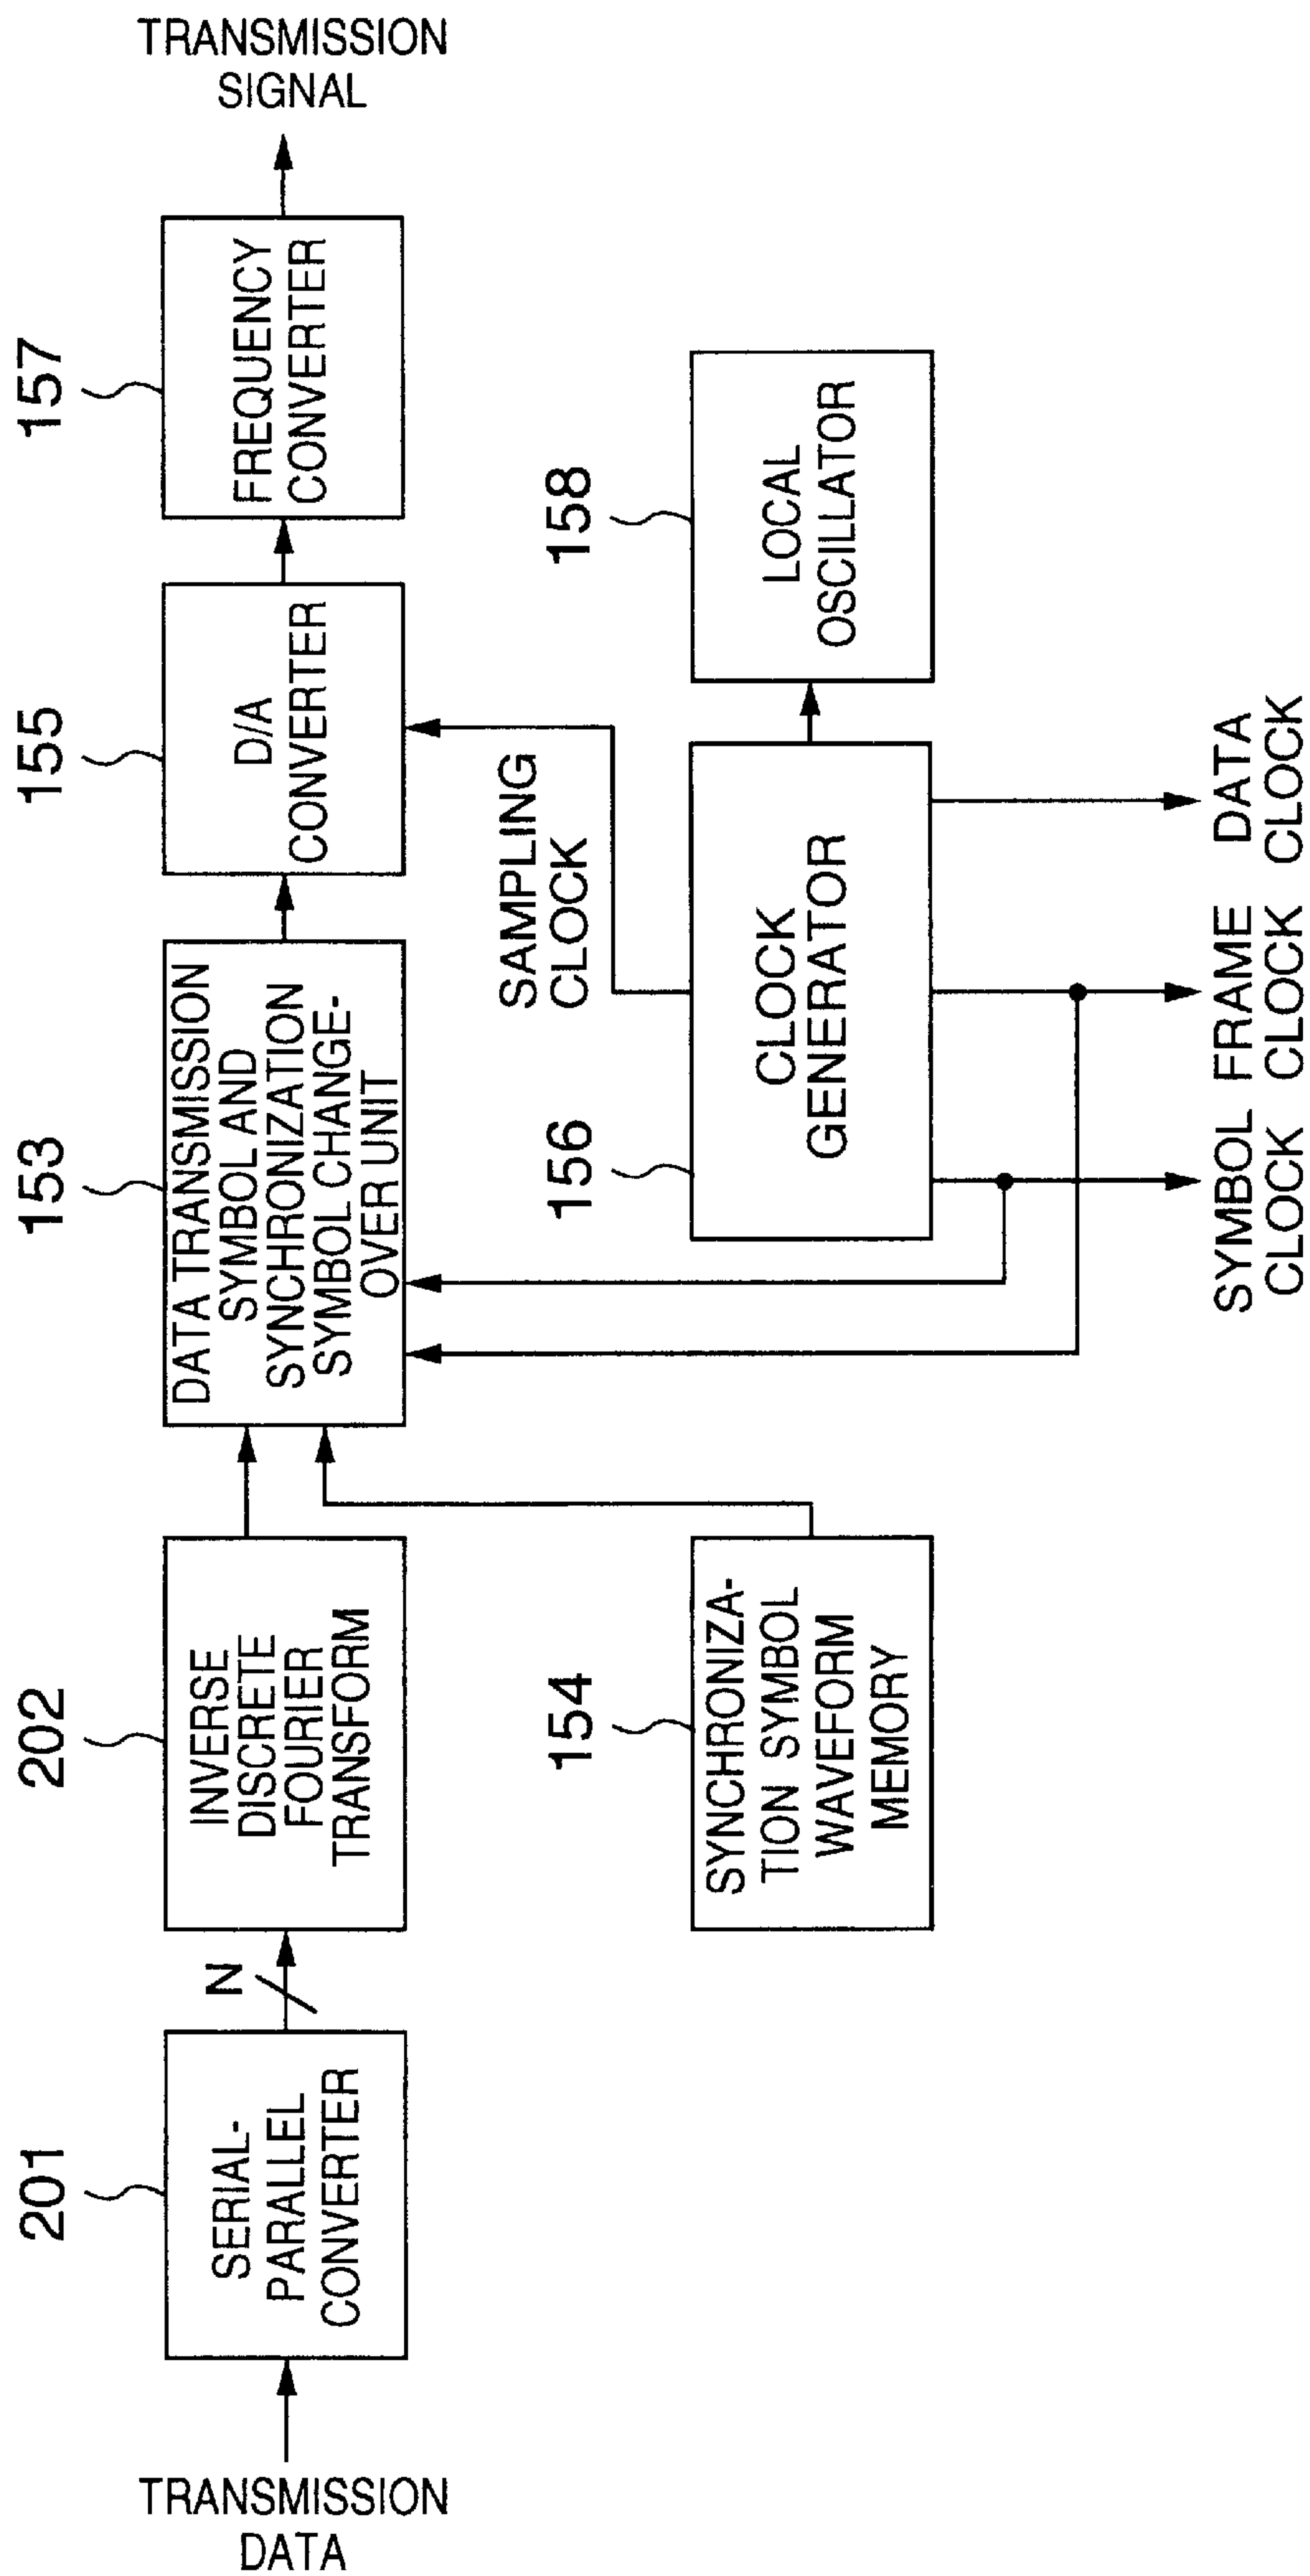 TRANSMISSION
DATA
201
SERIAL-
PARALLEL
CONVERTER
N
202
INVERSE
DISCRETE
FOURIER
TRANSFORM
154
SYNCHRONIZA-
TION SYMBOL
WAVEFORM
MEMORY
153
DATA TRANSMISSION
SYMBOL AND
SYNCHRONIZATION
SYMBOL CHANGE-
OVER UNIT
155
D/A
CONVERTER
157
FREQUENCY
CONVERTER
TRANSMISSION
SIGNAL
SAMPLING
CLOCK
156
CLOCK
GENERATOR
158
LOCAL
OSCILLATOR
SYMBOL FRAME DATA
CLOCK CLOCK CLOCK